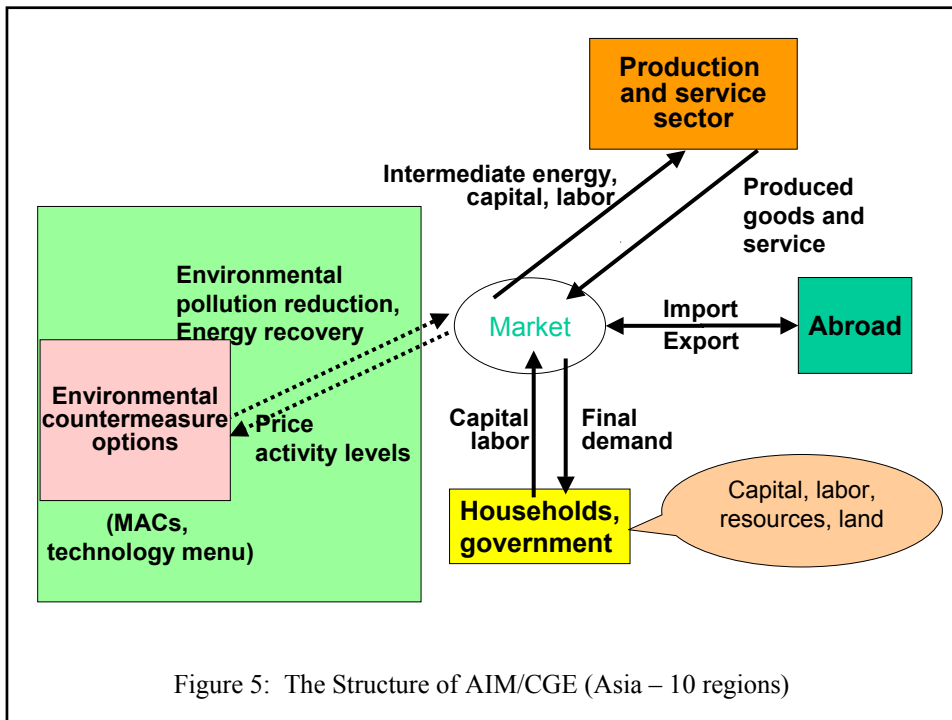 Production
and service
sector
Intermediate energy,
capital, labor
Produced
goods and
service
Environmental
pollution reduction,
Energy recovery
Market
Import
Export
Abroad
Environmental
countermeasure
options
Price
activity levels
Capital
labor
Final
demand
(MACs,
technology menu)
Households,
government
Capital, labor,
resources, land
Figure 5: The Structure of AIM/CGE (Asia – 10 regions)